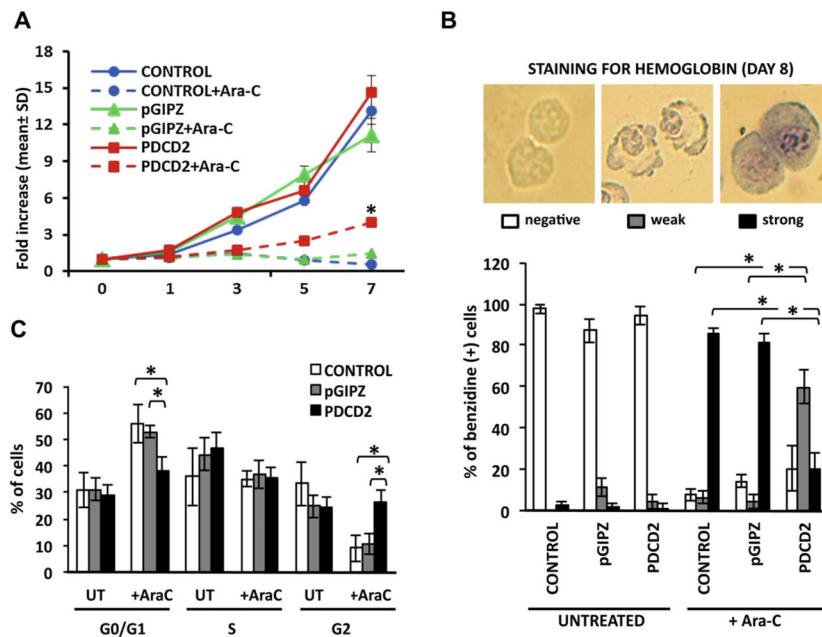 A
Fold increase (mean± SD)
18
15
12
9
6
3
0
CONTROL
CONTROL+Ara-C
pGIPZ
pGIPZ+Ara-C
PDCD2
PDCD2+Ara-C
*
0 1 3 5 7
B
STAINING FOR HEMOGLOBIN (DAY 8)
negative weak strong
% of benzidine (+) cells
120
100
80
60
40
20
0
*
*
*
*
CONTROL pGIPZ PDCD2 CONTROL pGIPZ PDCD2
UNTREATED + Ara-C
C
% of cells
70
60
50
40
30
20
10
0
CONTROL
pGIPZ
PDCD2
* *
* *
UT +AraC UT +AraC UT +AraC
G0/G1 S G2